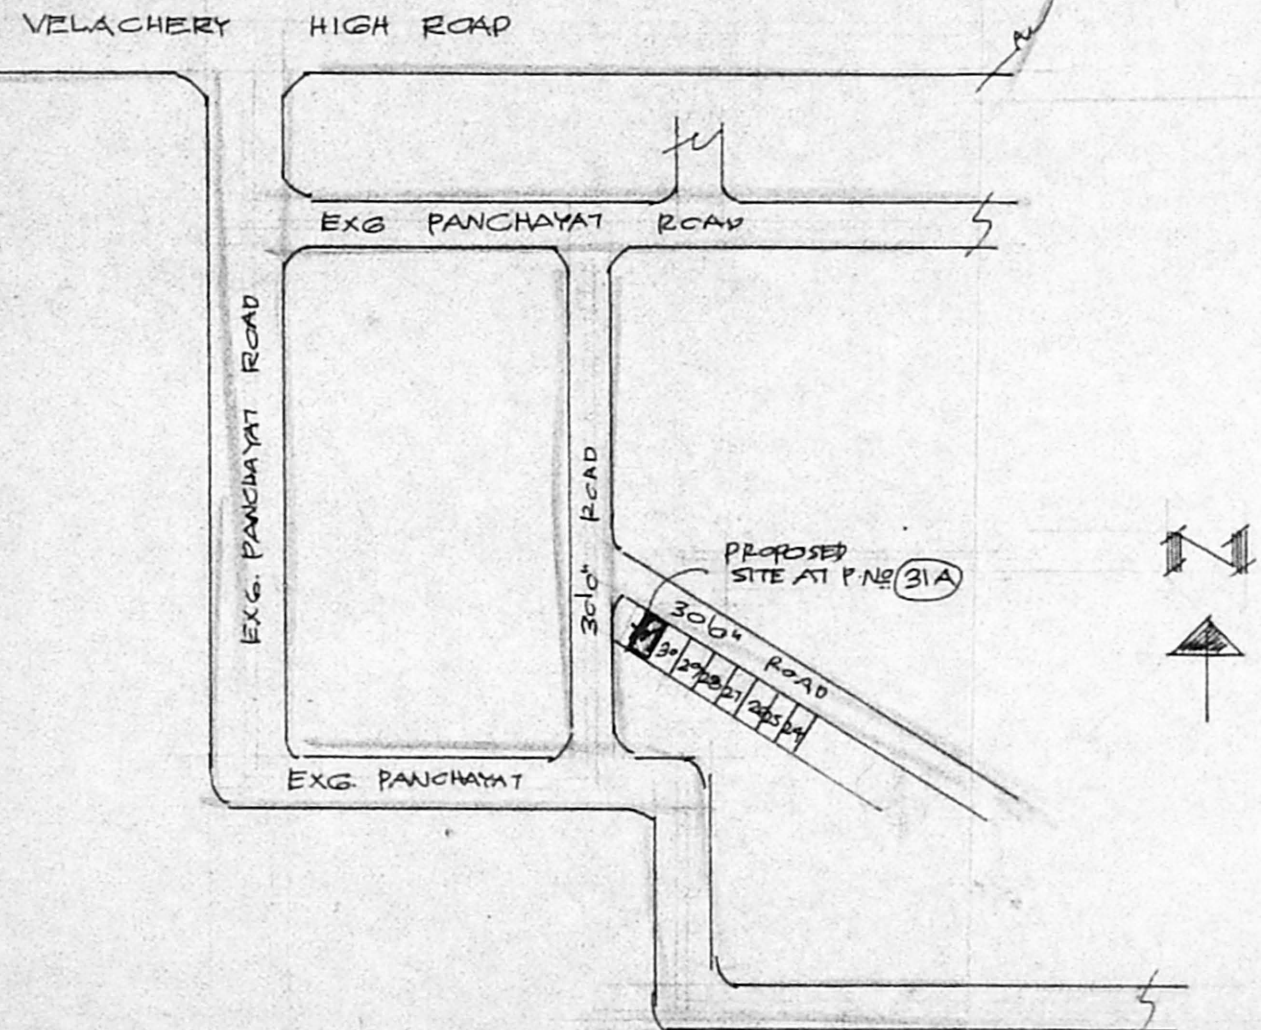 VELACHERY HIGH ROAD
EXG PANCHAYAT ROAD
EXG. PANCHAYAT ROAD
30'0" ROAD
PROPOSED
SITE AT P. NO 31A
30'6" ROAD
30 29 28 27 26 25 24
EXG. PANCHAYAT
N